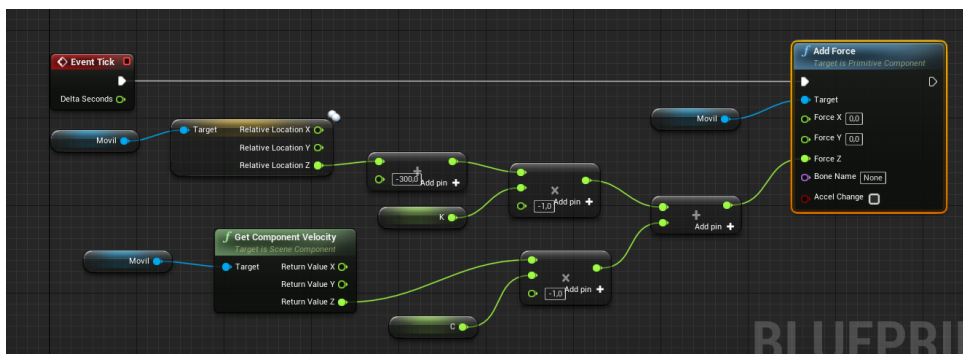 Event Tick
Delta Seconds
Movil
Target
Relative Location X
Relative Location Y
Relative Location Z
+
-300,0
Add pin +
K
×
-1,0
Add pin +
Movil
f Get Component Velocity
Target is Scene Component
Target
Return Value X
Return Value Y
Return Value Z
×
-1,0
Add pin +
C
+
Add pin +
Movil
f Add Force
Target is Primitive Component
Target
Force X 0,0
Force Y 0,0
Force Z
Bone Name None
Accel Change
BLUEPRI